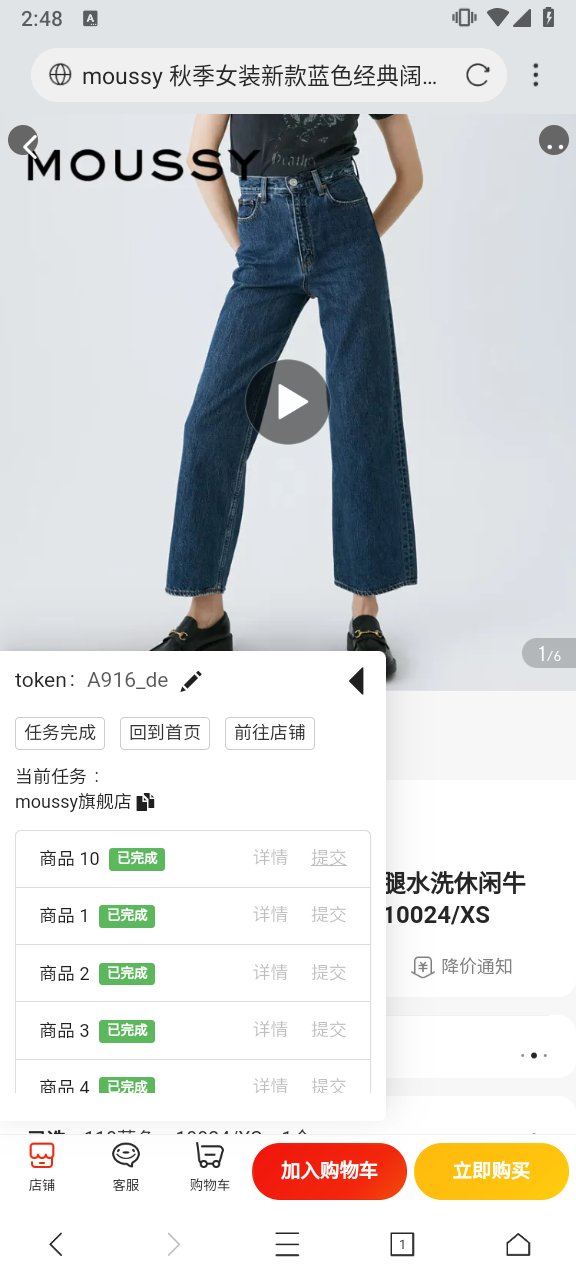 2:48
A
moussy 秋季女装新款蓝色经典阔...
MOUSSY
1/6
token： A916_de
任务完成 回到首页 前往店铺
当前任务：
moussy旗舰店
商品 10 已完成 详情 提交
商品 1 已完成 详情 提交
商品 2 已完成 详情 提交
商品 3 已完成 详情 提交
商品 4 已完成 详情 提交
腿水洗休闲牛
10024/XS
降价通知
店铺 客服 购物车 加入购物车 立即购买
1